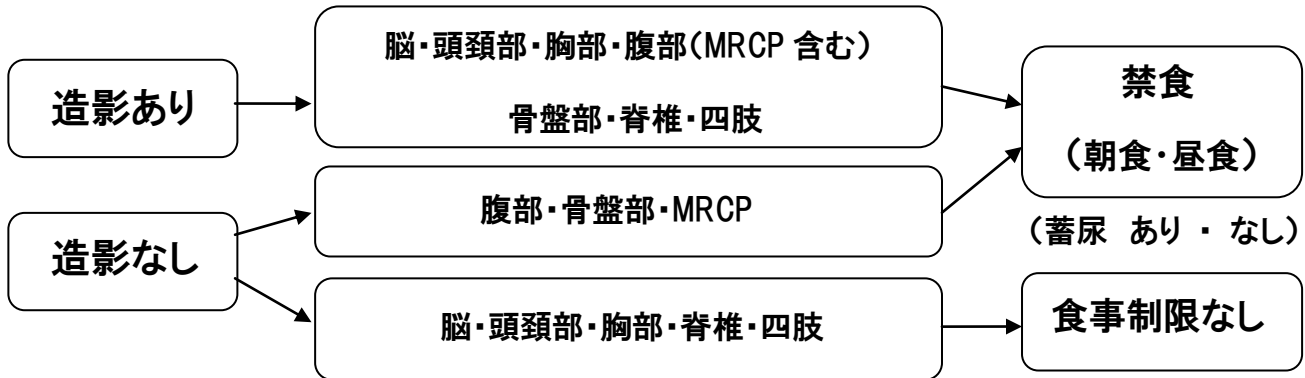 造影あり
脳・頭頚部・胸部・腹部(MRCP 含む)
骨盤部・脊椎・四肢
禁食
(朝食・昼食)
造影なし
腹部・骨盤部・MRCP
(蓄尿 あり ・ なし)
脳・頭頚部・胸部・脊椎・四肢
食事制限なし